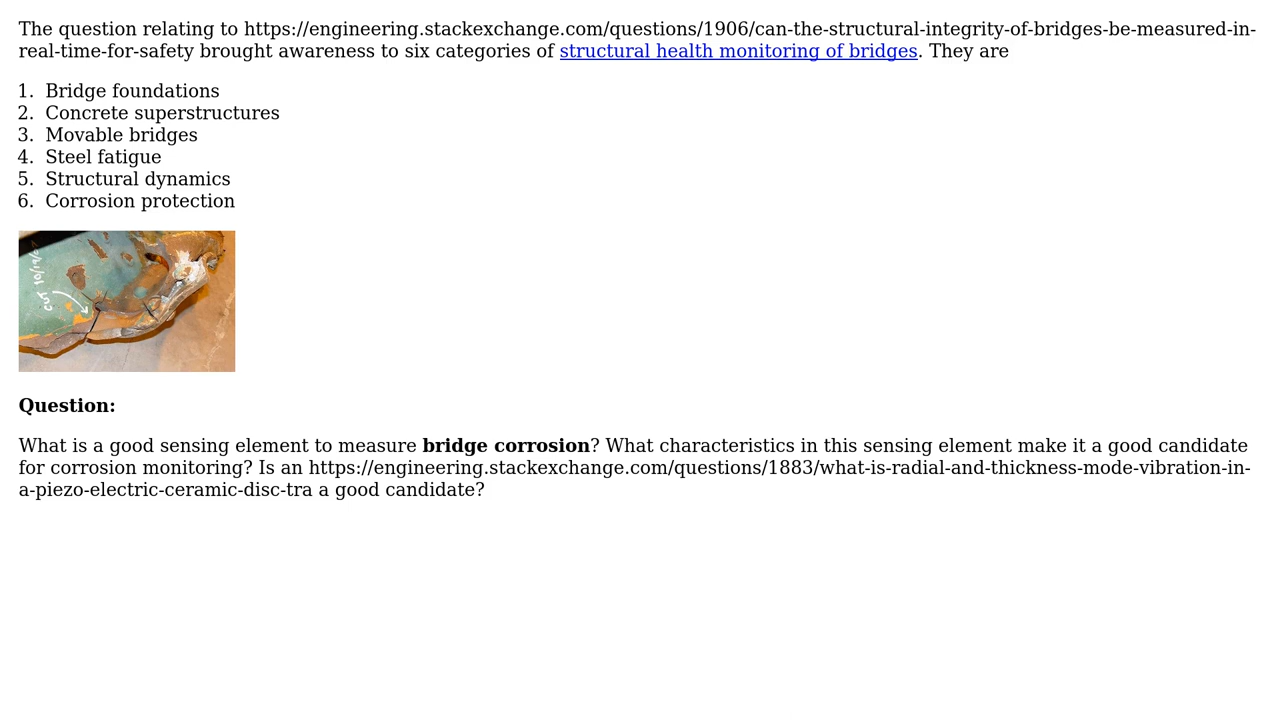 The question relating to https://engineering.stackexchange.com/questions/1906/can-the-structural-integrity-of-bridges-be-measured-in-
real-time-for-safety brought awareness to six categories of structural health monitoring of bridges. They are
1. Bridge foundations
2. Concrete superstructures
3. Movable bridges
4. Steel fatigue
5. Structural dynamics
6. Corrosion protection
CUT
Question:
What is a good sensing element to measure bridge corrosion? What characteristics in this sensing element make it a good candidate
for corrosion monitoring? Is an https://engineering.stackexchange.com/questions/1883/what-is-radial-and-thickness-mode-vibration-in-
a-piezo-electric-ceramic-disc-tra a good candidate?